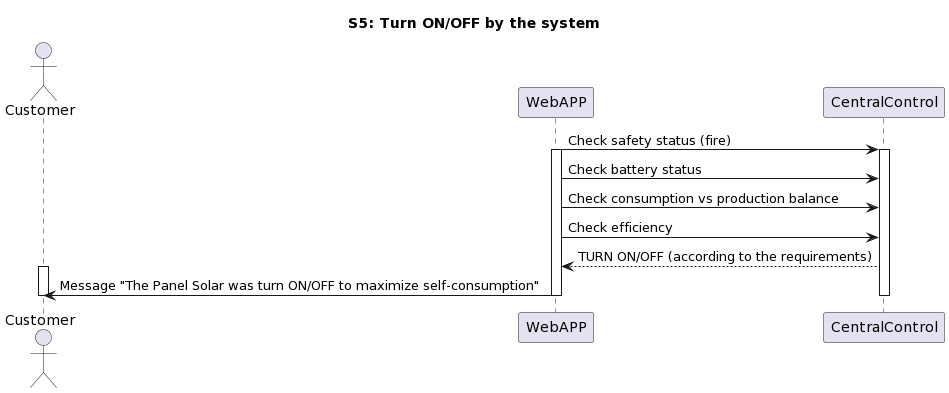 S5: Turn ON/OFF by the system
Customer
WebAPP
CentralControl
Check safety status (fire)
Check battery status
Check consumption vs production balance
Check efficiency
TURN ON/OFF (according to the requirements)
Message "The Panel Solar was turn ON/OFF to maximize self-consumption"
Customer
WebAPP
CentralControl